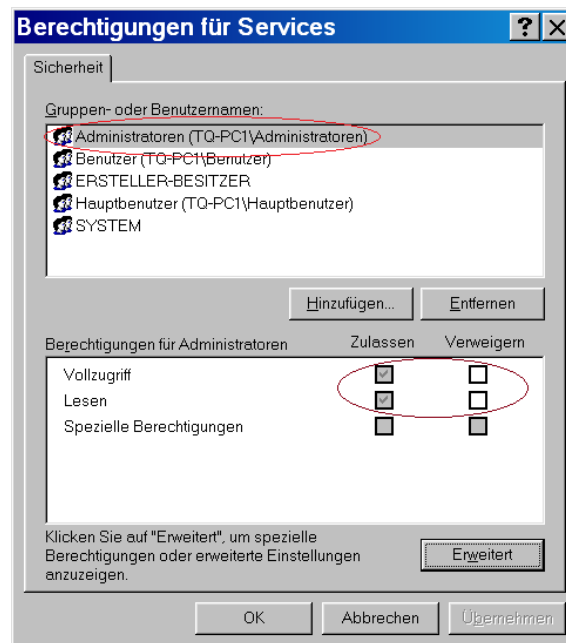 Berechtigungen für Services
Sicherheit
Gruppen- oder Benutzernamen:
Administratoren (TQ-PC1\Administratoren)
Benutzer (TQ-PC1\Benutzer)
ERSTELLER-BESITZER
Hauptbenutzer (TQ-PC1\Hauptbenutzer)
SYSTEM
Hinzufügen... Entfernen
Berechtigungen für Administratoren Zulassen Verweigern
Vollzugriff
Lesen
Spezielle Berechtigungen
Klicken Sie auf "Erweitert", um spezielle
Berechtigungen oder erweiterte Einstellungen
anzuzeigen.
Erweitert
OK Abbrechen Übernehmen